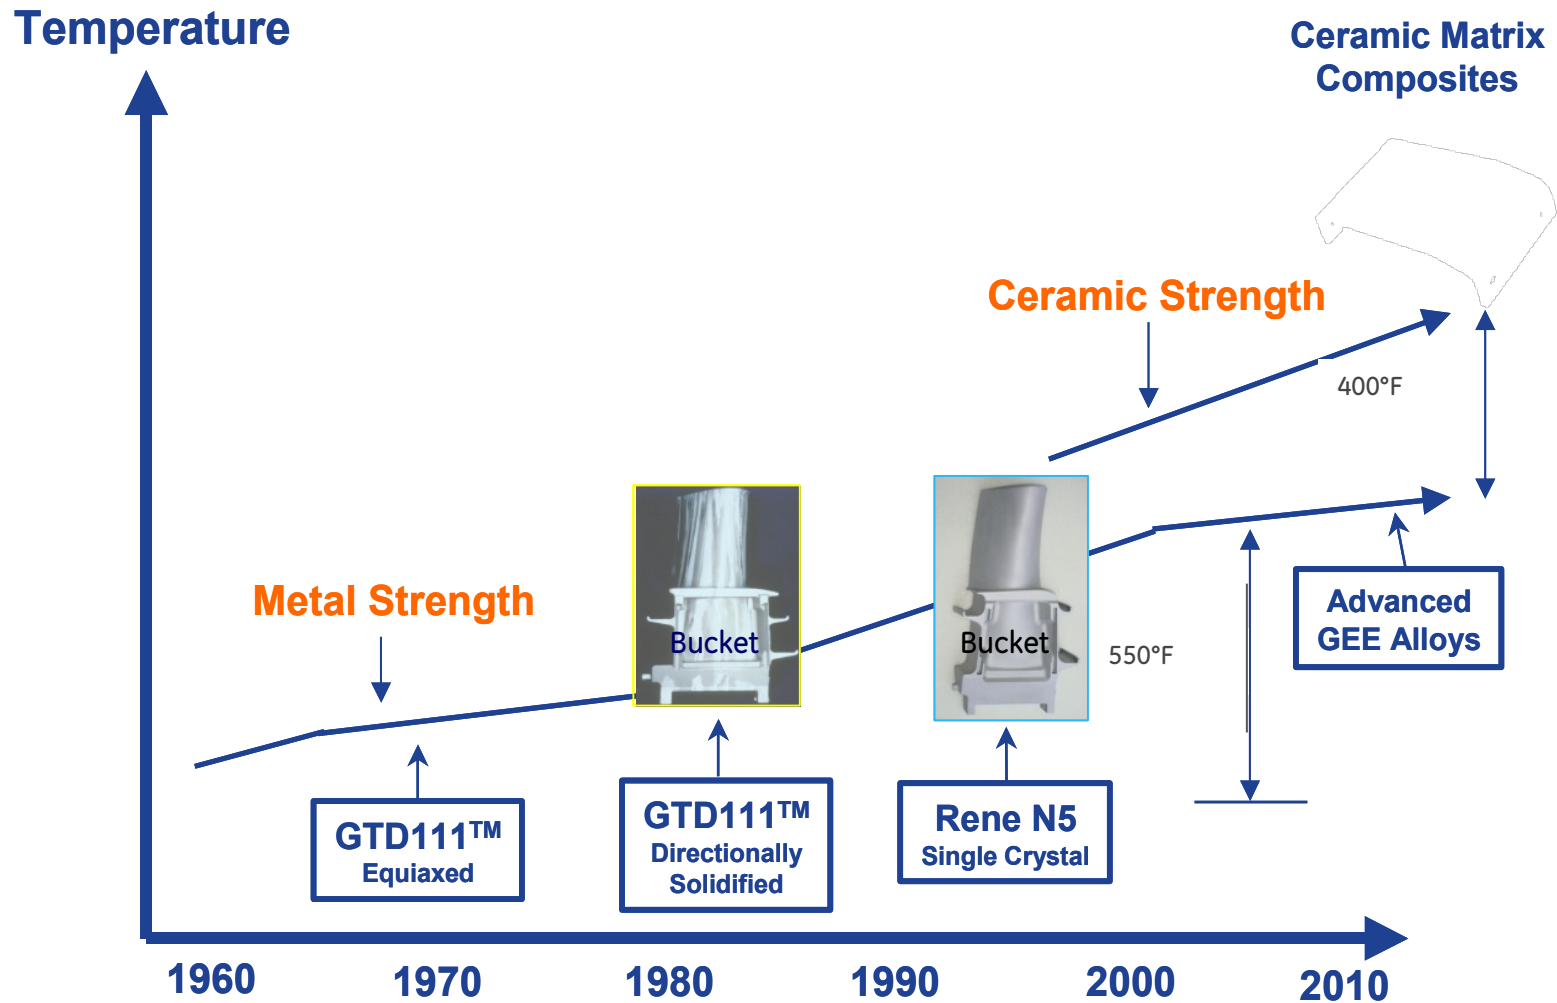 Temperature
Ceramic Matrix
Composites
Ceramic Strength
400°F
Metal Strength
Bucket
Bucket
550°F
Advanced
GEE Alloys
GTD111™
Equiaxed
GTD111™
Directionally
Solidified
Rene N5
Single Crystal
1960
1970
1980
1990
2000
2010